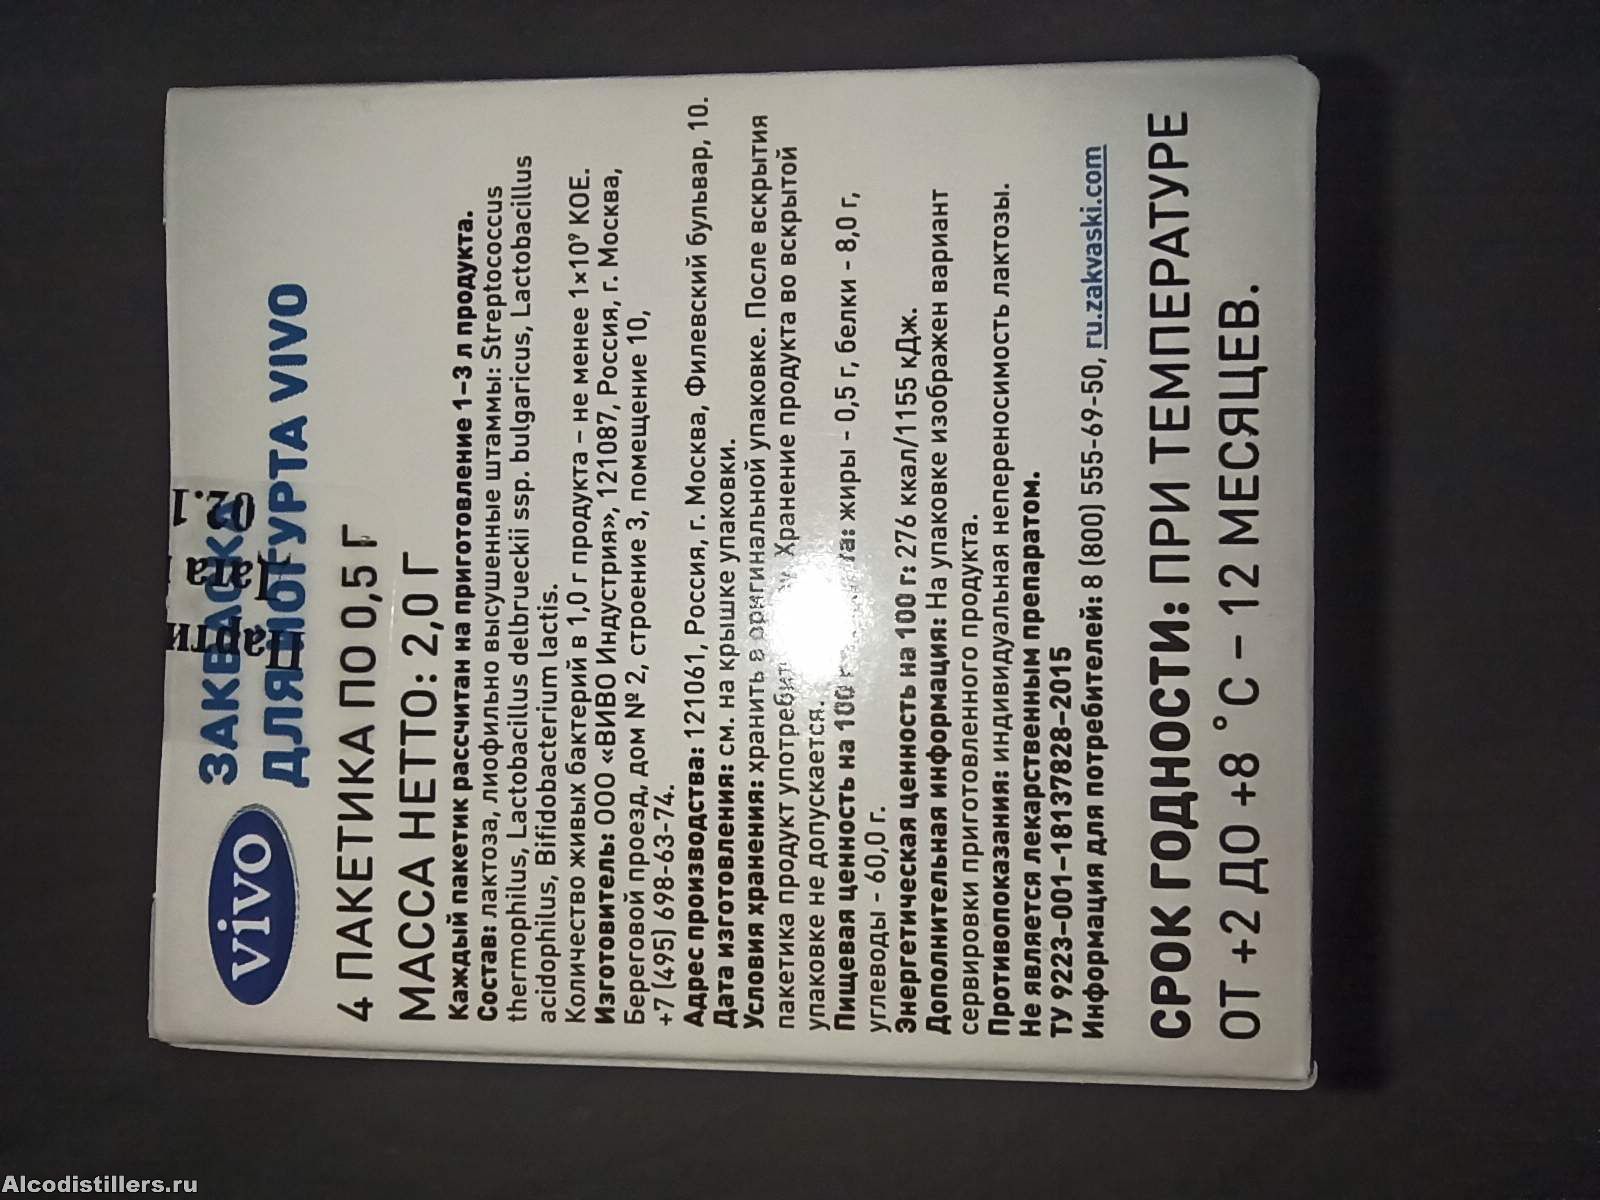 vivo
ЗАКВАСКА
ДЛЯ ЙОГУРТА VIVO
4 ПАКЕТИКА ПО 0,5 Г
МАССА НЕТТО: 2,0 Г
Каждый пакетик рассчитан на приготовление 1–3 л продукта.
Состав: лактоза, лиофильно высушенные штаммы: Streptococcus
thermophilus, Lactobacillus delbrueckii ssp. bulgaricus, Lactobacillus
acidophilus, Bifidobacterium lactis.
Количество живых бактерий в 1,0 г продукта – не менее 1×10⁹ КОЕ.
Изготовитель: ООО «ВИВО Индустрия», 121087, Россия, г. Москва,
Береговой проезд, дом № 2, строение 3, помещение 10,
+7 (495) 698-63-74.
Адрес производства: 121061, Россия, г. Москва, Филевский бульвар, 10.
Дата изготовления: см. на крышке упаковки.
Условия хранения: хранить в оригинальной упаковке. После вскрытия
пакетика продукт Хранение продукта во вскрытой
упаковке не допускается.
Пищевая ценность на 100 жиры - 0,5 г, белки - 8,0 г,
углеводы - 60,0 г.
Энергетическая ценность на 100 г: 276 ккал/1155 кДж.
Дополнительная информация: На упаковке изображен вариант
сервировки приготовленного продукта.
Противопоказания: индивидуальная непереносимость лактозы.
Не является лекарственным препаратом.
ТУ 9223-001-18137828-2015
Информация для потребителей: 8 (800) 555-69-50, ru.zakvaski.com
СРОК ГОДНОСТИ: ПРИ ТЕМПЕРАТУРЕ
ОТ +2 ДО +8°С – 12 МЕСЯЦЕВ.
Парти
Дата
02.1
Alcodistillers.ru